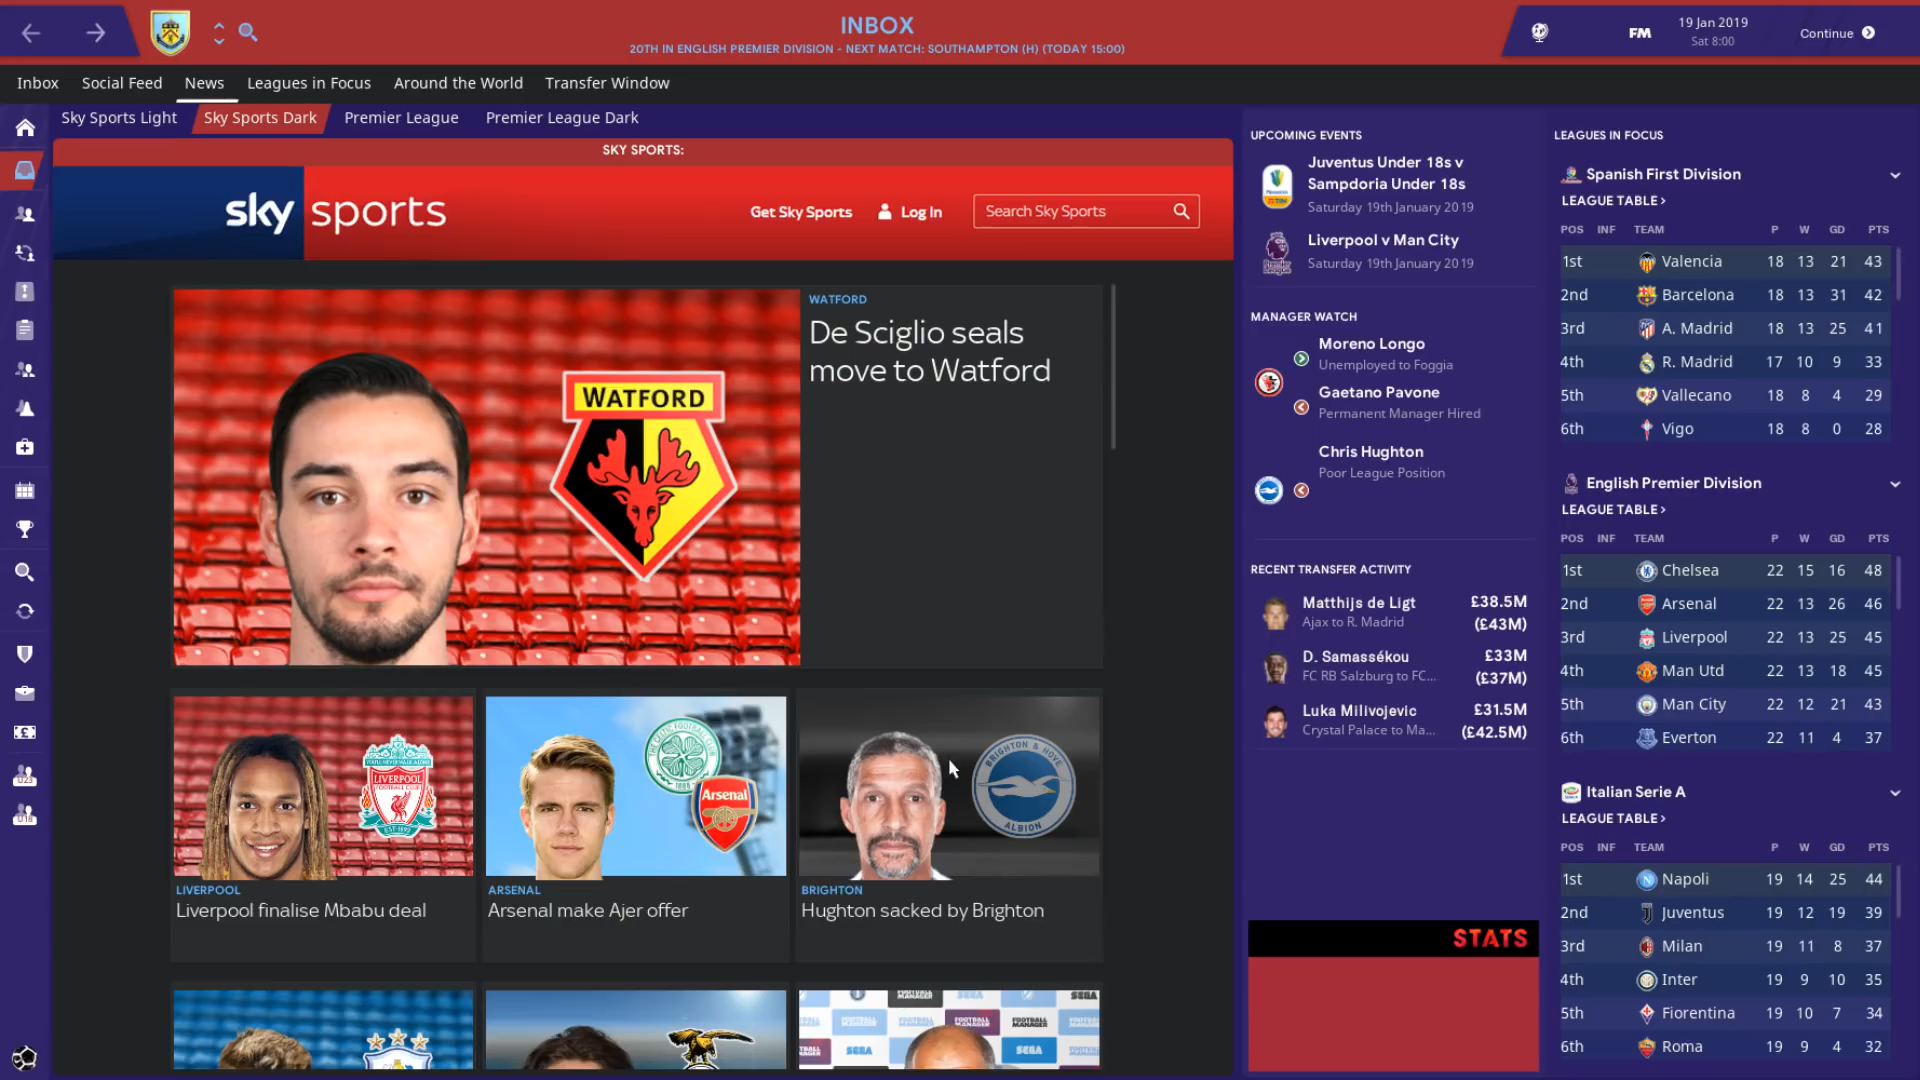 INBOX
20TH IN ENGLISH PREMIER DIVISION - NEXT MATCH: SOUTHAMPTON (H) (TODAY 15:00)
FM
19 Jan 2019
Sat 8:00
Continue
Inbox Social Feed News Leagues in Focus Around the World Transfer Window
Sky Sports Light Sky Sports Dark Premier League Premier League Dark
SKY SPORTS:
sky sports
Get Sky Sports Log In Search Sky Sports
WATFORD
De Sciglio seals
move to Watford
WATFORD
LIVERPOOL
FOOTBALL CLUB
EST·1892
LIVERPOOL
Liverpool finalise Mbabu deal
1888
Arsenal
ARSENAL
Arsenal make Ajer offer
BRIGHTON & HOVE
ALBION
BRIGHTON
Hughton sacked by Brighton
FOOTBALL MANAGER
SEGA
U23
U18
UPCOMING EVENTS
Juventus Under 18s v
Sampdoria Under 18s
Saturday 19th January 2019
Liverpool v Man City
Saturday 19th January 2019
MANAGER WATCH
Moreno Longo
Unemployed to Foggia
Gaetano Pavone
Permanent Manager Hired
Chris Hughton
Poor League Position
RECENT TRANSFER ACTIVITY
Matthijs de Ligt £38.5M
Ajax to R. Madrid (£43M)
D. Samassékou £33M
FC RB Salzburg to FC... (£37M)
Luka Milivojevic £31.5M
Crystal Palace to Ma... (£42.5M)
STATS
LEAGUES IN FOCUS
Spanish First Division
LEAGUE TABLE >
POS INF TEAM P W GD PTS
1st Valencia 18 13 21 43
2nd Barcelona 18 13 31 42
3rd A. Madrid 18 13 25 41
4th R. Madrid 17 10 9 33
5th Vallecano 18 8 4 29
6th Vigo 18 8 0 28
English Premier Division
LEAGUE TABLE >
POS INF TEAM P W GD PTS
1st Chelsea 22 15 16 48
2nd Arsenal 22 13 26 46
3rd Liverpool 22 13 25 45
4th Man Utd 22 13 18 45
5th Man City 22 12 21 43
6th Everton 22 11 4 37
Italian Serie A
LEAGUE TABLE >
POS INF TEAM P W GD PTS
1st Napoli 19 14 25 44
2nd Juventus 19 12 19 39
3rd Milan 19 11 8 37
4th Inter 19 9 10 35
5th Fiorentina 19 10 7 34
6th Roma 19 9 4 32